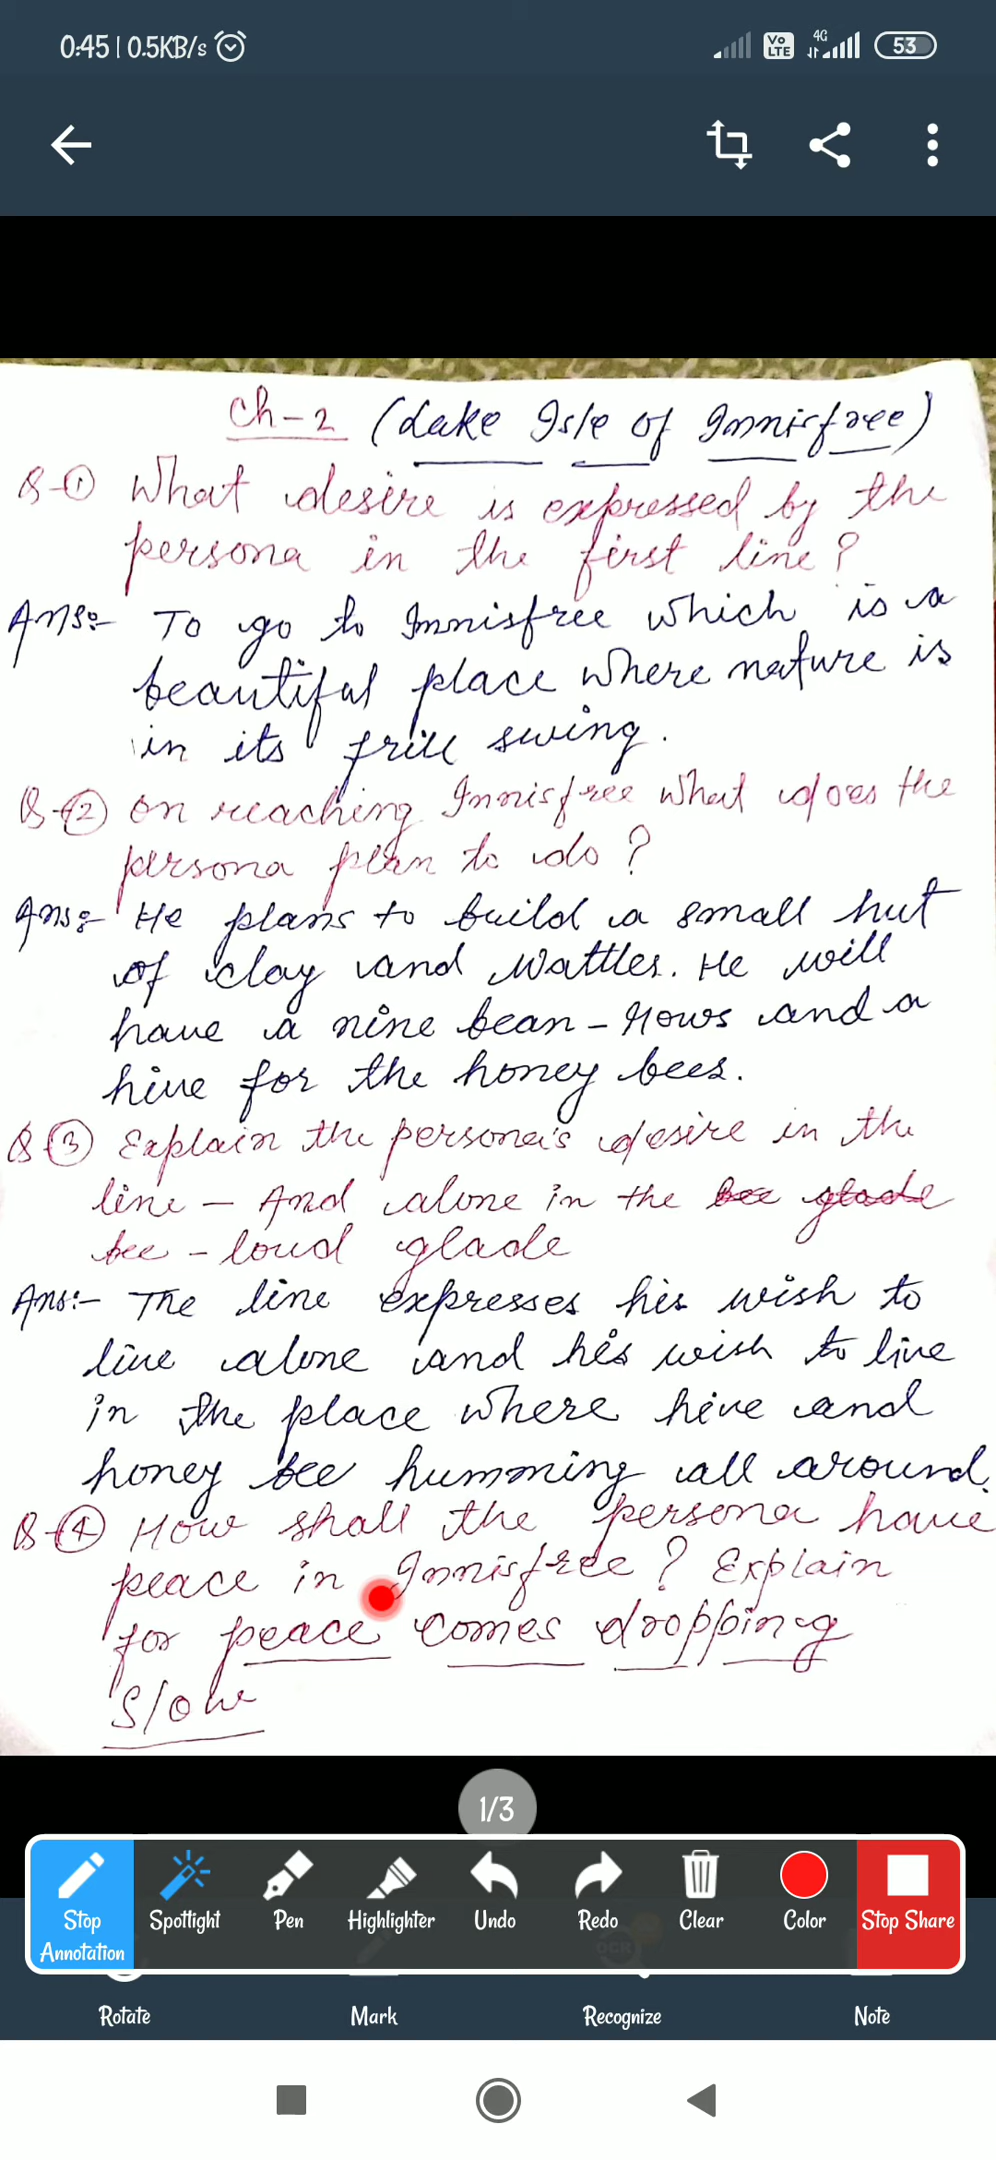 0:45 | 0.5KB/s
Vo LTE 4G 53
Ch-2 (Lake Isle of Innisfree)
Q-① What desire is expressed by the
persona in the first line?
Ans:- To go to Innisfree which is a
beautiful place where nature is
in its frill swing.
Q-② On reaching Innisfree what does the
persona plan to do?
Ans:- He plans to build a small hut
of clay and wattles. He will
have a nine bean-rows and a
hive for the honey bees.
Q③ Explain the persona's desire in the
line - And alone in the bee glade
bee-loud glade
Ans:- The line expresses his wish to
live alone and his wish to live
in the place where hive and
honey bee humming all around.
Q-④ How shall the persona have
peace in Innisfree? Explain
for peace comes dropping
slow
1/3
Stop Annotation Spotlight Pen Highlighter Undo Redo Clear Color Stop Share
Rotate Mark Recognize Note